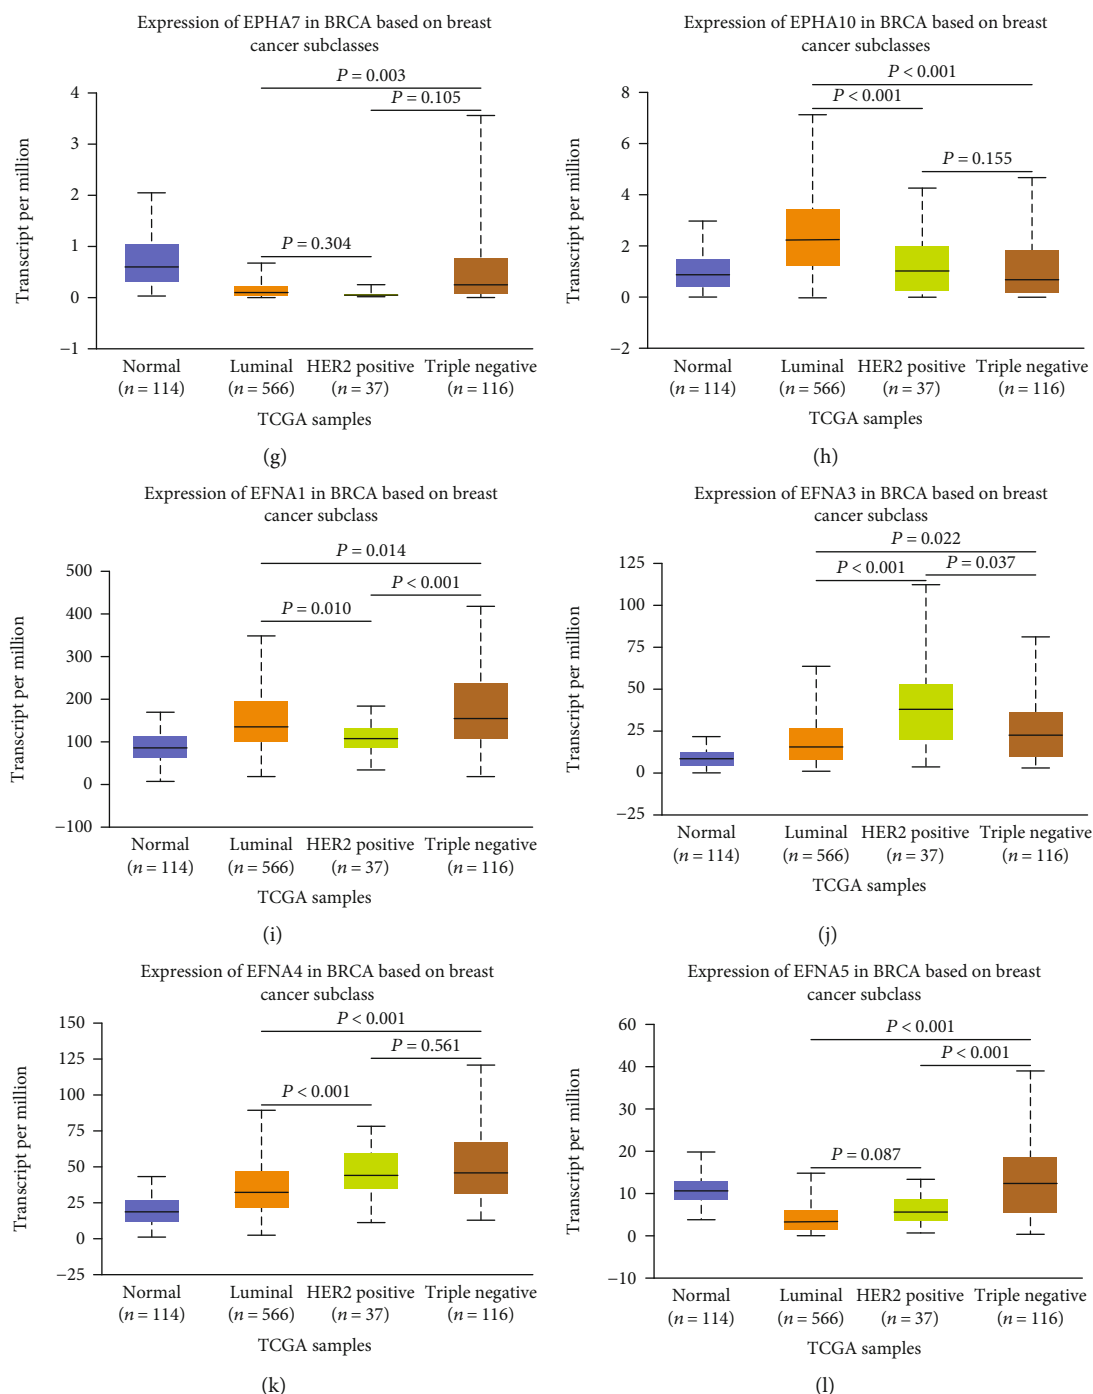 Expression of EPHA7 in BRCA based on breast
cancer subclasses
P = 0.003
P = 0.105
P = 0.304
4
3
2
1
0
−1
Transcript per million
Normal
(n = 114)
Luminal
(n = 566)
HER2 positive
(n = 37)
Triple negative
(n = 116)
TCGA samples
(g)
Expression of EPHA10 in BRCA based on breast
cancer subclasses
P < 0.001
P < 0.001
P = 0.155
8
6
4
2
0
−2
Transcript per million
Normal
(n = 114)
Luminal
(n = 566)
HER2 positive
(n = 37)
Triple negative
(n = 116)
TCGA samples
(h)
Expression of EFNA1 in BRCA based on breast
cancer subclass
P = 0.014
P < 0.001
P = 0.010
500
400
300
200
100
0
−100
Transcript per million
Normal
(n = 114)
Luminal
(n = 566)
HER2 positive
(n = 37)
Triple negative
(n = 116)
TCGA samples
(i)
Expression of EFNA3 in BRCA based on breast
cancer subclass
P = 0.022
P < 0.001
P = 0.037
125
100
75
50
25
0
−25
Transcript per million
Normal
(n = 114)
Luminal
(n = 566)
HER2 positive
(n = 37)
Triple negative
(n = 116)
TCGA samples
(j)
Expression of EFNA4 in BRCA based on breast
cancer subclass
P < 0.001
P = 0.561
P < 0.001
150
125
100
75
50
25
0
−25
Transcript per million
Normal
(n = 114)
Luminal
(n = 566)
HER2 positive
(n = 37)
Triple negative
(n = 116)
TCGA samples
(k)
Expression of EFNA5 in BRCA based on breast
cancer subclass
P < 0.001
P < 0.001
P = 0.087
60
40
30
20
10
0
−10
Transcript per million
Normal
(n = 114)
Luminal
(n = 566)
HER2 positive
(n = 37)
Triple negative
(n = 116)
TCGA samples
(l)